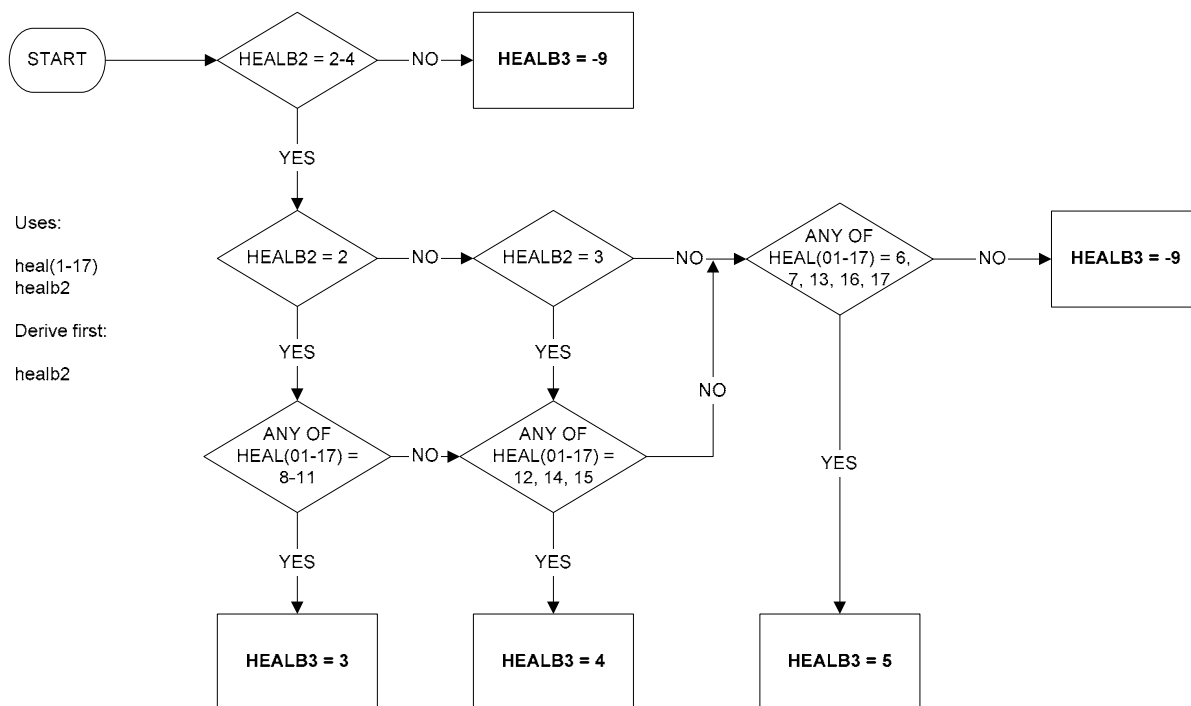 START
HEALB2 = 2-4
NO
HEALB3 = -9
YES
Uses:
heal(1-17)
healb2
Derive first:
healb2
HEALB2 = 2
NO
HEALB2 = 3
NO
ANY OF
HEAL(01-17) = 6,
7, 13, 16, 17
NO
HEALB3 = -9
YES
YES
NO
ANY OF
HEAL(01-17) =
8-11
NO
ANY OF
HEAL(01-17) =
12, 14, 15
YES
YES
YES
HEALB3 = 3
HEALB3 = 4
HEALB3 = 5